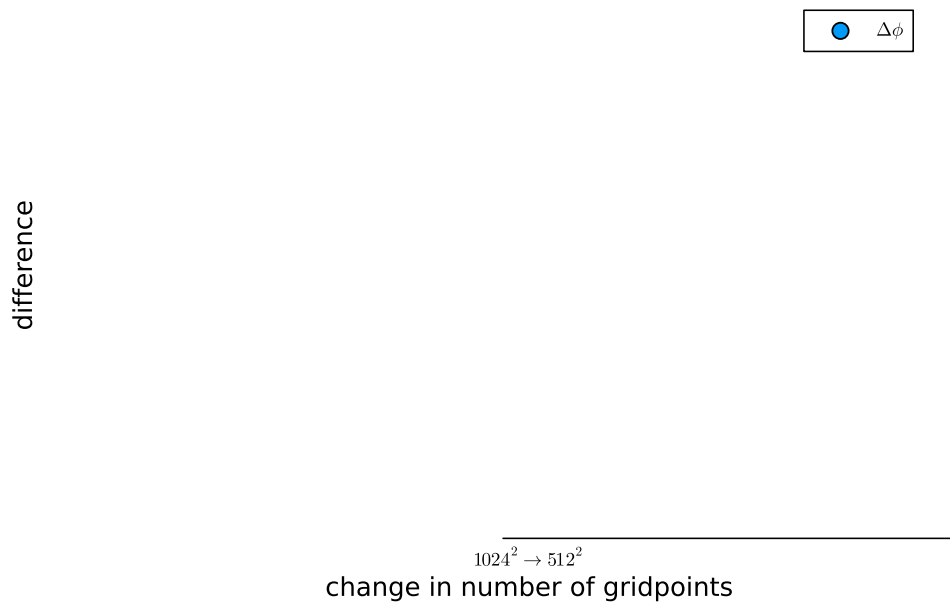 Δϕ
difference
1024² → 512²
change in number of gridpoints